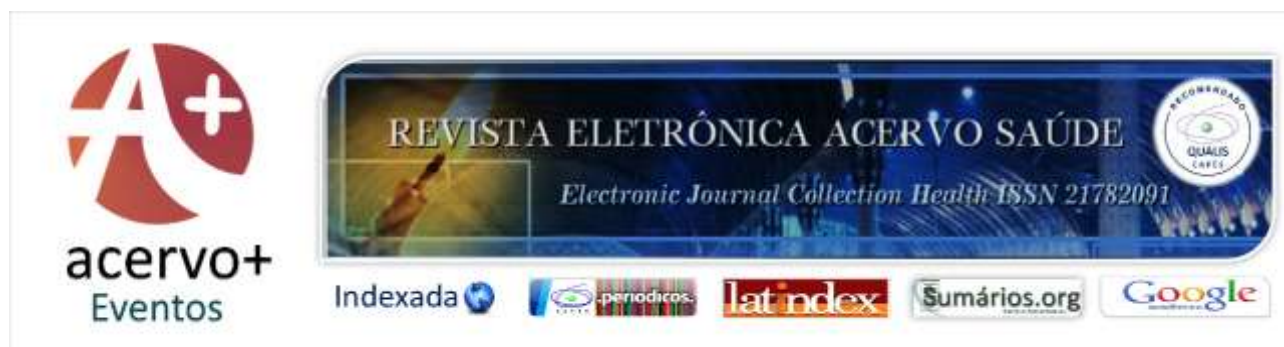 A+
acervo+
Eventos
REVISTA ELETRÔNICA ACERVO SAÚDE
Electronic Journal Collection Health ISSN 21782091
RECOMENDADO
QUALIS
CAPES
Indexada
.periodicos.
latindex
Sumários.org
Google